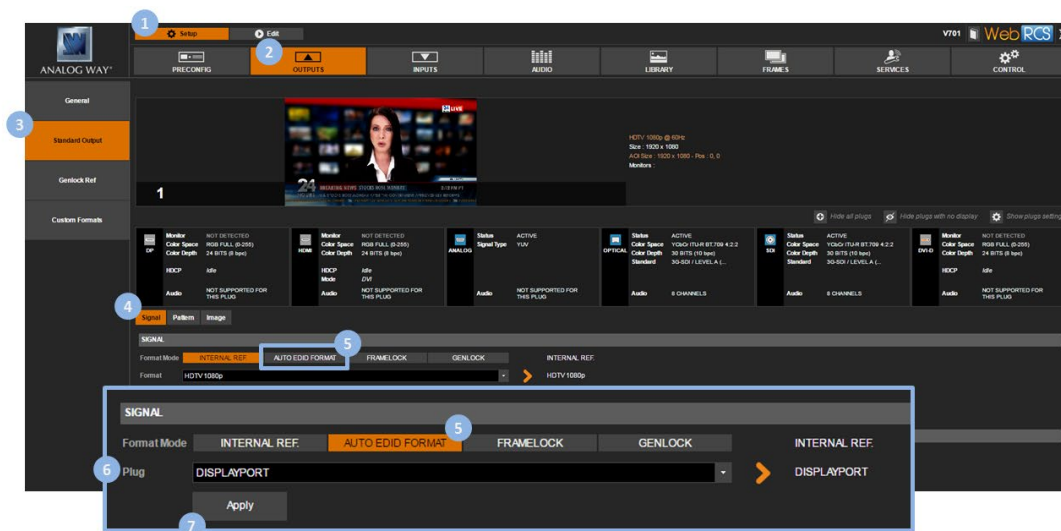 1
Setup
Edit
V701
Web RCS
ANALOG WAY®
2
PRECONFIG
OUTPUTS
INPUTS
AUDIO
LIBRARY
FRAMES
SERVICES
CONTROL
General
3
Standard Output
Genlock Ref
Custom Formats
LIVE
24
BREAKING NEWS
1
HDTV 1080p @ 60Hz
Size : 1920 x 1080
AOI Size : 1920 x 1080 - Pos : 0, 0
Monitors :
Hide all plugs
Hide plugs with no display
Show plugs setting
DP
Monitor NOT DETECTED
Color Space RGB FULL (0-255)
Color Depth 24 BITS (8 bpc)
HDCP Idle
Audio NOT SUPPORTED FOR THIS PLUG
HDMI
Monitor NOT DETECTED
Color Space RGB FULL (0-255)
Color Depth 24 BITS (8 bpc)
HDCP Idle
Mode DVI
Audio NOT SUPPORTED FOR THIS PLUG
ANALOG
Status ACTIVE
Signal Type YUV
Audio NOT SUPPORTED FOR THIS PLUG
OPTICAL
Status ACTIVE
Color Space YCbCr ITU-R BT.709 4:2:2
Color Depth 30 BITS (10 bpc)
Standard 3G-SDI / LEVEL A (...
Audio 8 CHANNELS
SDI
Status ACTIVE
Color Space YCbCr ITU-R BT.709 4:2:2
Color Depth 30 BITS (10 bpc)
Standard 3G-SDI / LEVEL A (...
Audio 8 CHANNELS
DVI-D
Monitor NOT DETECTED
Color Space RGB FULL (0-255)
Color Depth 24 BITS (8 bpc)
HDCP Idle
Audio NOT SUPPORTED FOR THIS PLUG
4
Signal
Pattern
Image
SIGNAL
5
Format Mode INTERNAL REF. AUTO EDID FORMAT FRAMELOCK GENLOCK INTERNAL REF.
Format HDTV 1080p HDTV 1080p
SIGNAL
5
Format Mode INTERNAL REF. AUTO EDID FORMAT FRAMELOCK GENLOCK INTERNAL REF.
6
Plug DISPLAYPORT DISPLAYPORT
Apply
7